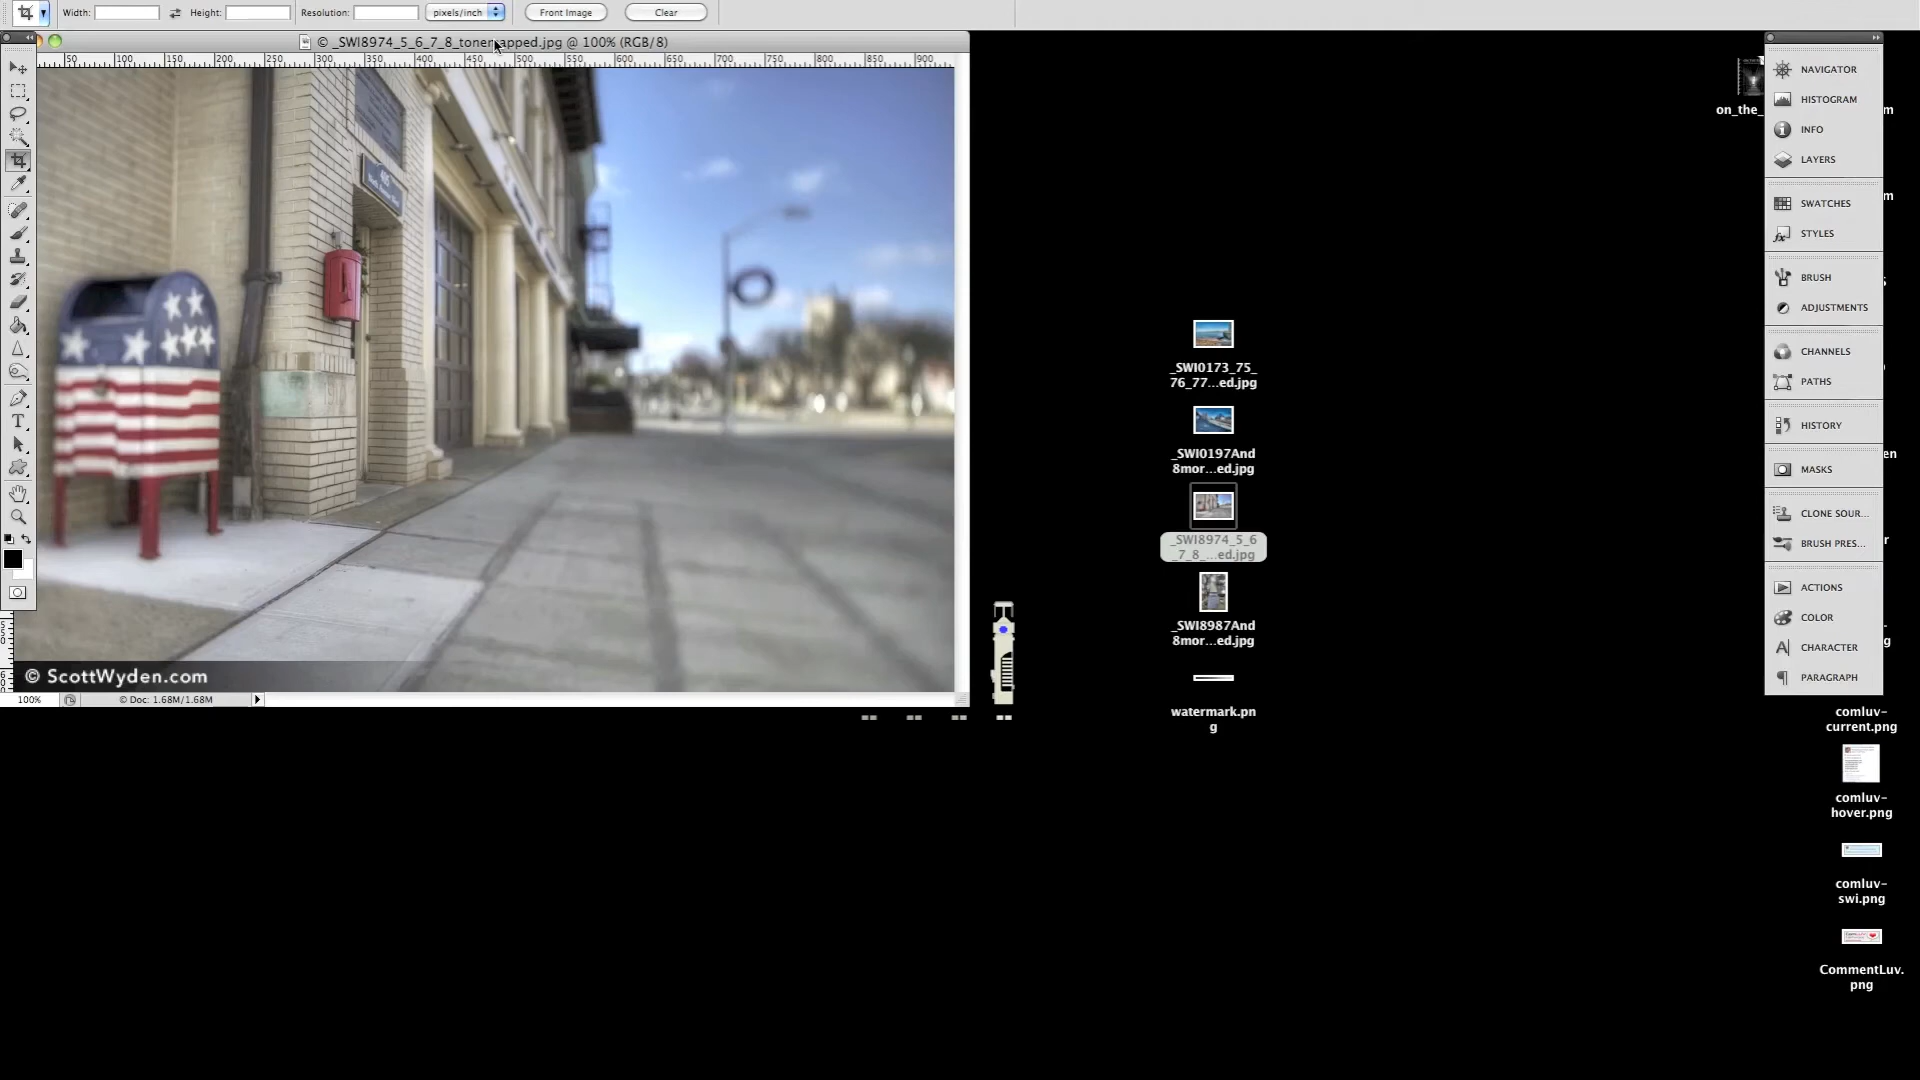 Width:
Height:
Resolution:
pixels/inch
Front Image
Clear
© _SWI8974_5_6_7_8_tonemapped.jpg @ 100% (RGB/8)
50 100 150 200 250 300 350 400 450 500 550 600 650 700 750 800 850 900
405
© ScottWyden.com
100%
© Doc: 1.68M/1.68M
_SWI0173_75_
76_77...ed.jpg
_SWI0197And
8mor...ed.jpg
_SWI8974_5_6
_7_8_...ed.jpg
_SWI8987And
8mor...ed.jpg
watermark.pn
g
on_the_
m
m
NAVIGATOR
HISTOGRAM
INFO
LAYERS
SWATCHES
STYLES
BRUSH
ADJUSTMENTS
CHANNELS
PATHS
HISTORY
MASKS
en
CLONE SOUR...
BRUSH PRES...
ACTIONS
COLOR
CHARACTER
PARAGRAPH
comluv-
current.png
comluv-
hover.png
comluv-
swi.png
CommentLuv.
png